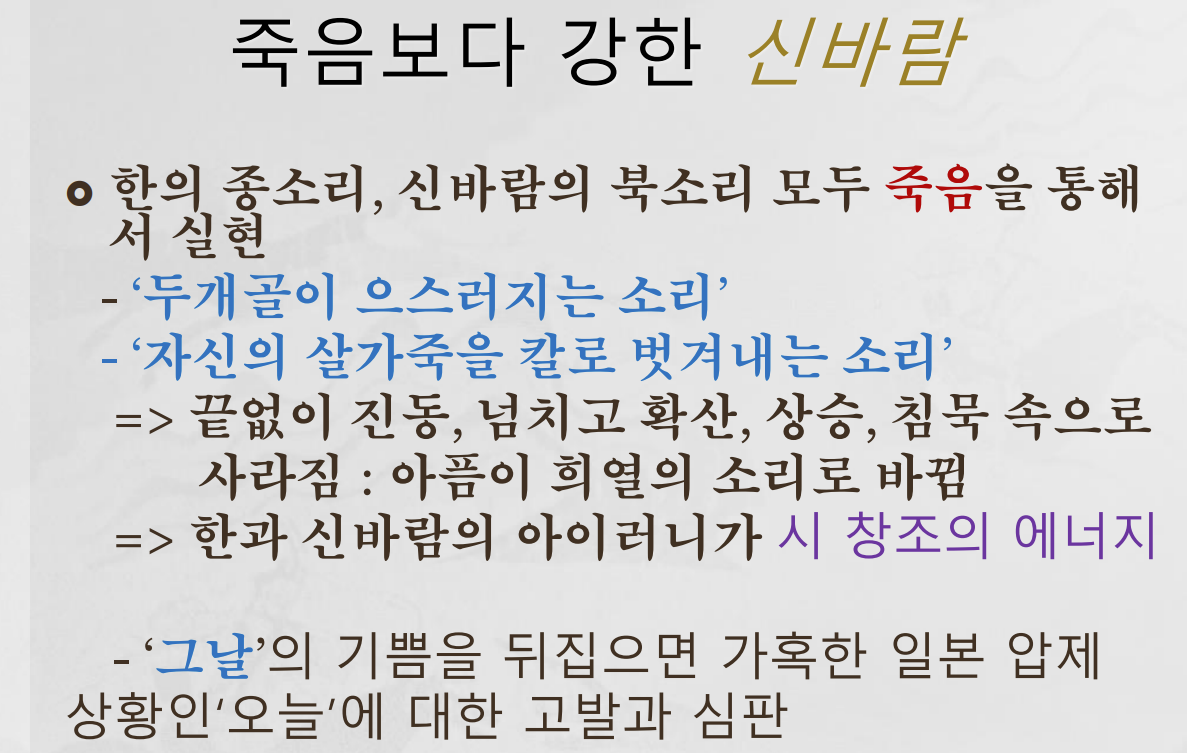 죽음보다 강한 신바람
한의 종소리, 신바람의 북소리 모두 죽음을 통해
서 실현
- ‘두개골이 으스러지는 소리’
- ‘자신의 살가죽을 칼로 벗겨내는 소리’
=> 끝없이 진동, 넘치고 확산, 상승, 침묵 속으로
사라짐 : 아픔이 희열의 소리로 바뀜
=> 한과 신바람의 아이러니가 시 창조의 에너지
- ‘그날’의 기쁨을 뒤집으면 가혹한 일본 압제
상황인‘오늘’에 대한 고발과 심판